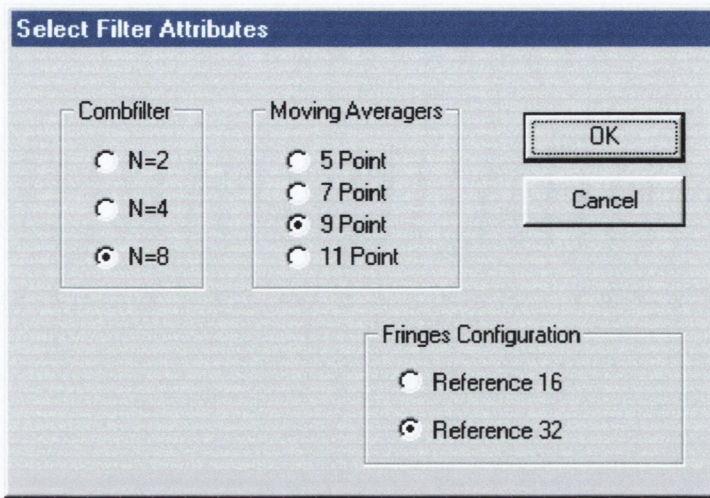 Select Filter Attributes
Combfilter
N=2
N=4
N=8
Moving Averagers
5 Point
7 Point
9 Point
11 Point
OK
Cancel
Fringes Configuration
Reference 16
Reference 32